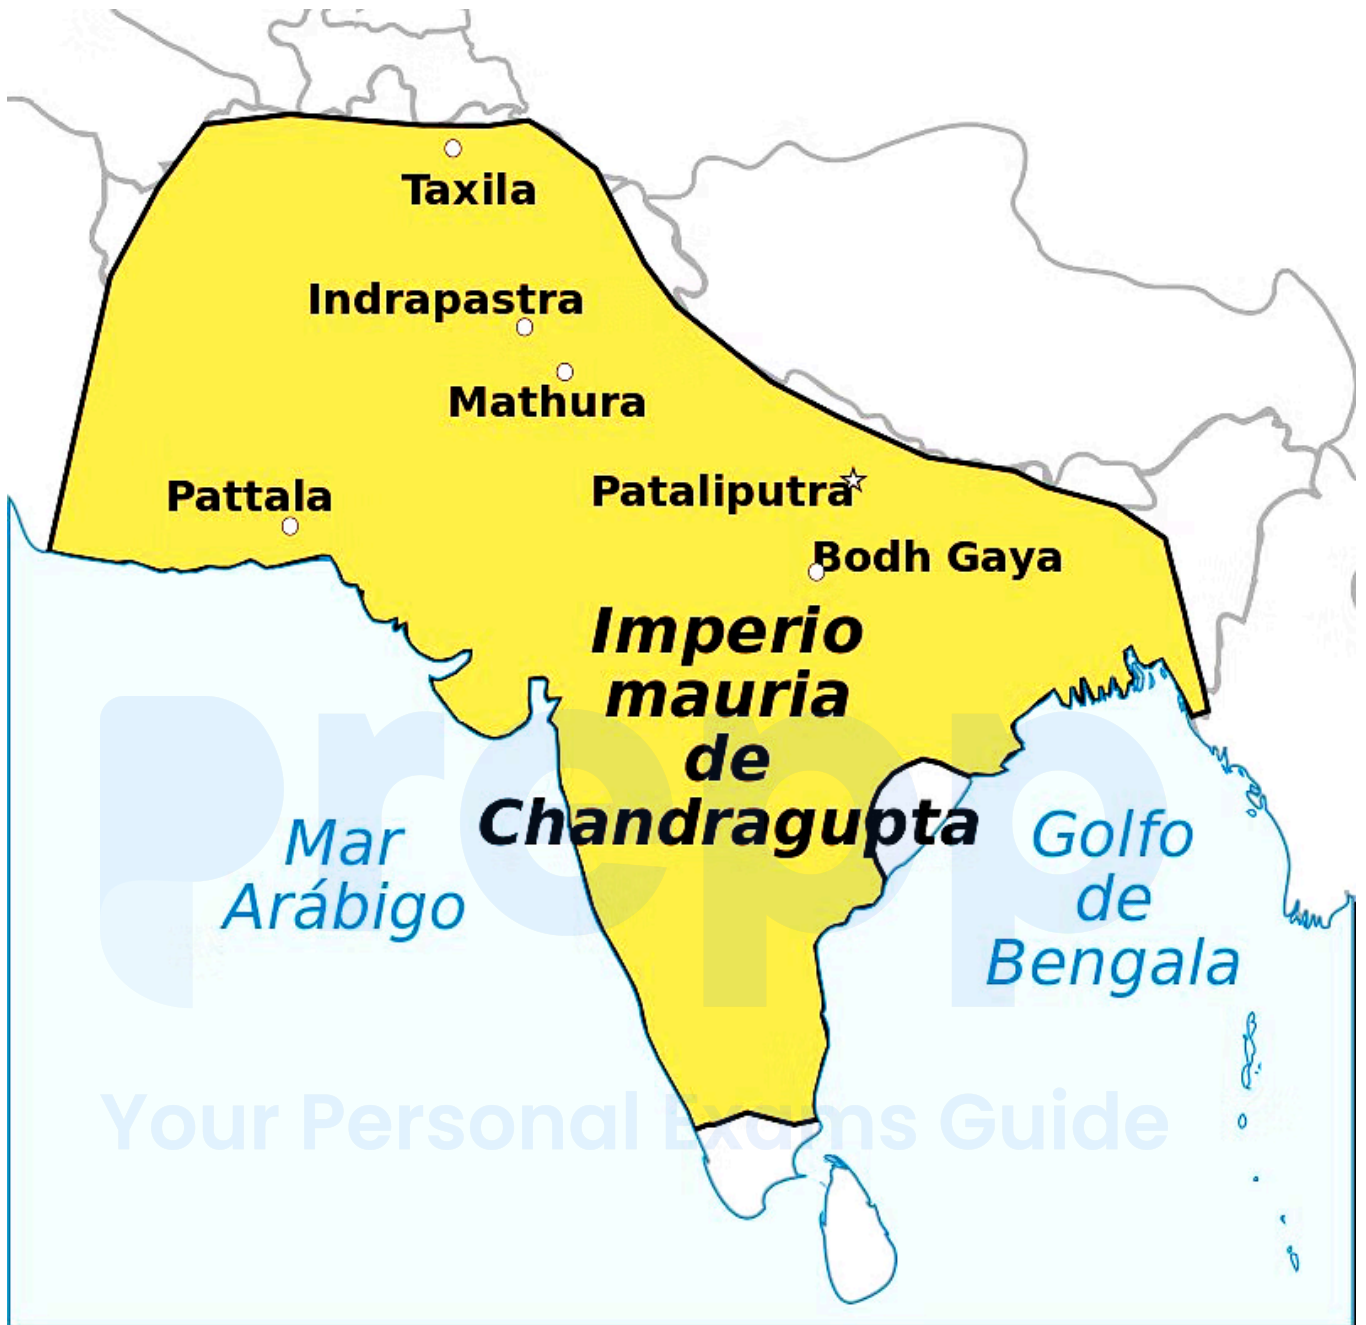 Taxila
Indrapastra
Mathura
Pattala
Pataliputra
Bodh Gaya
Imperio
mauria
de
Chandragupta
Mar
Arábigo
Golfo
de
Bengala
prepp
Your Personal Exams Guide